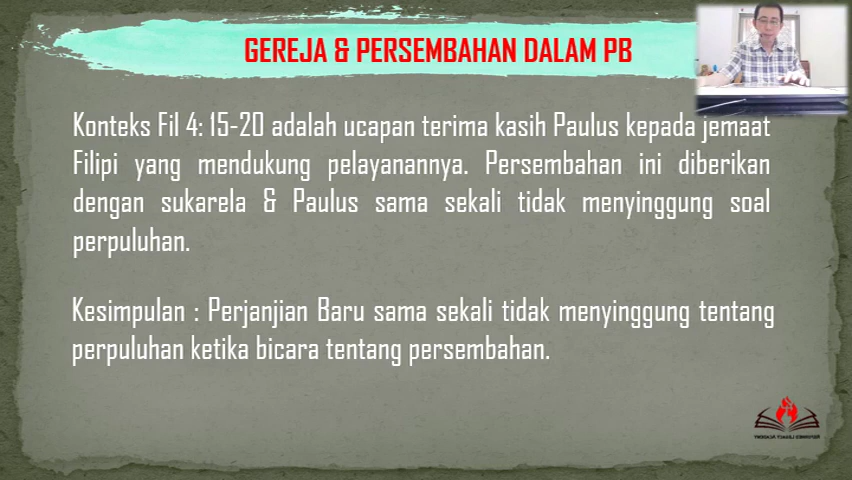 GEREJA & PERSEMBAHAN DALAM PB
Konteks Fil 4: 15-20 adalah ucapan terima kasih Paulus kepada jemaat
Filipi yang mendukung pelayanannya. Persembahan ini diberikan
dengan sukarela & Paulus sama sekali tidak menyinggung soal
perpuluhan.
Kesimpulan : Perjanjian Baru sama sekali tidak menyinggung tentang
perpuluhan ketika bicara tentang persembahan.